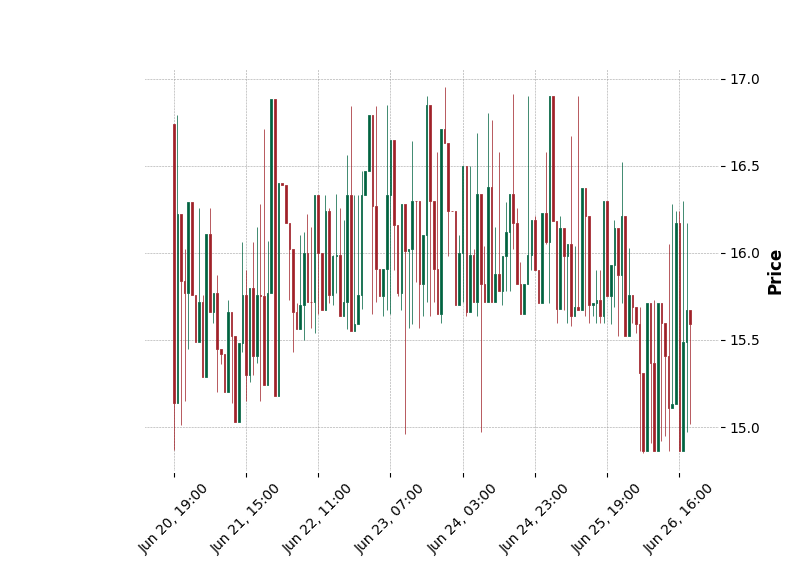 17.0
16.5
16.0
15.5
15.0
Price
Jun 20, 19:00
Jun 21, 15:00
Jun 22, 11:00
Jun 23, 07:00
Jun 24, 03:00
Jun 24, 23:00
Jun 25, 19:00
Jun 26, 16:00